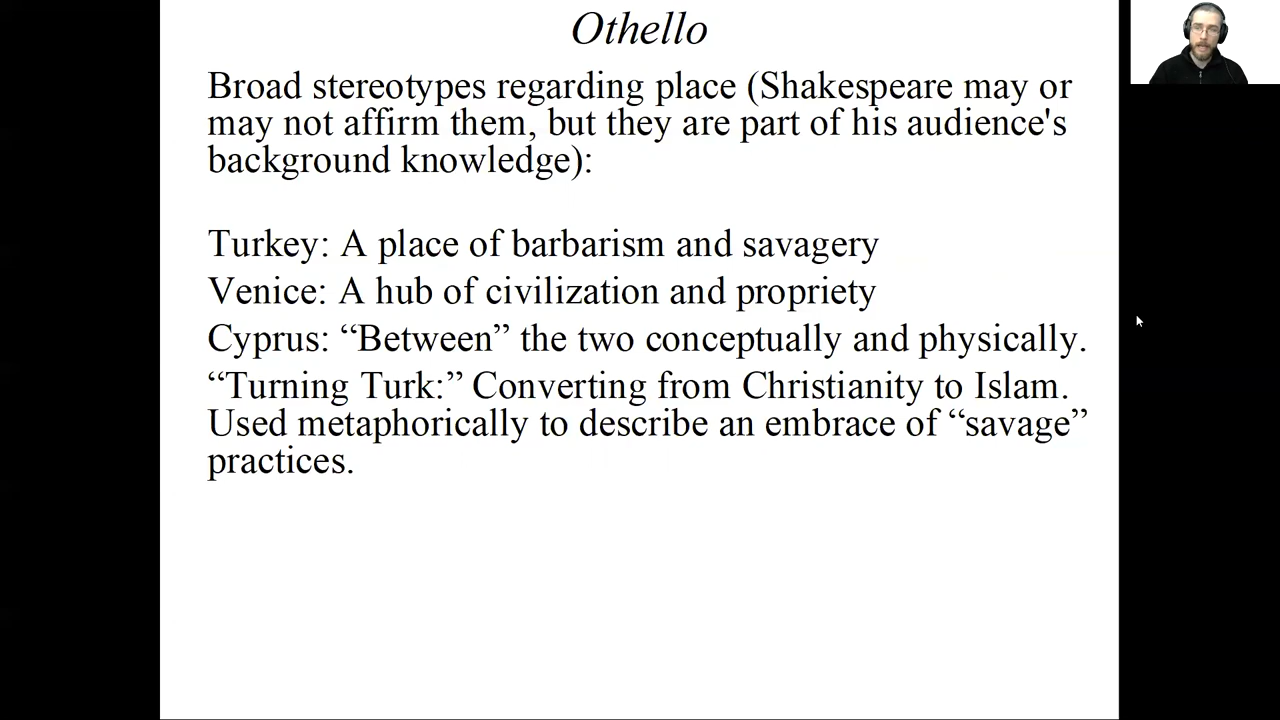 Othello
Broad stereotypes regarding place (Shakespeare may or
may not affirm them, but they are part of his audience's
background knowledge):
Turkey: A place of barbarism and savagery
Venice: A hub of civilization and propriety
Cyprus: “Between” the two conceptually and physically.
“Turning Turk:” Converting from Christianity to Islam.
Used metaphorically to describe an embrace of “savage”
practices.